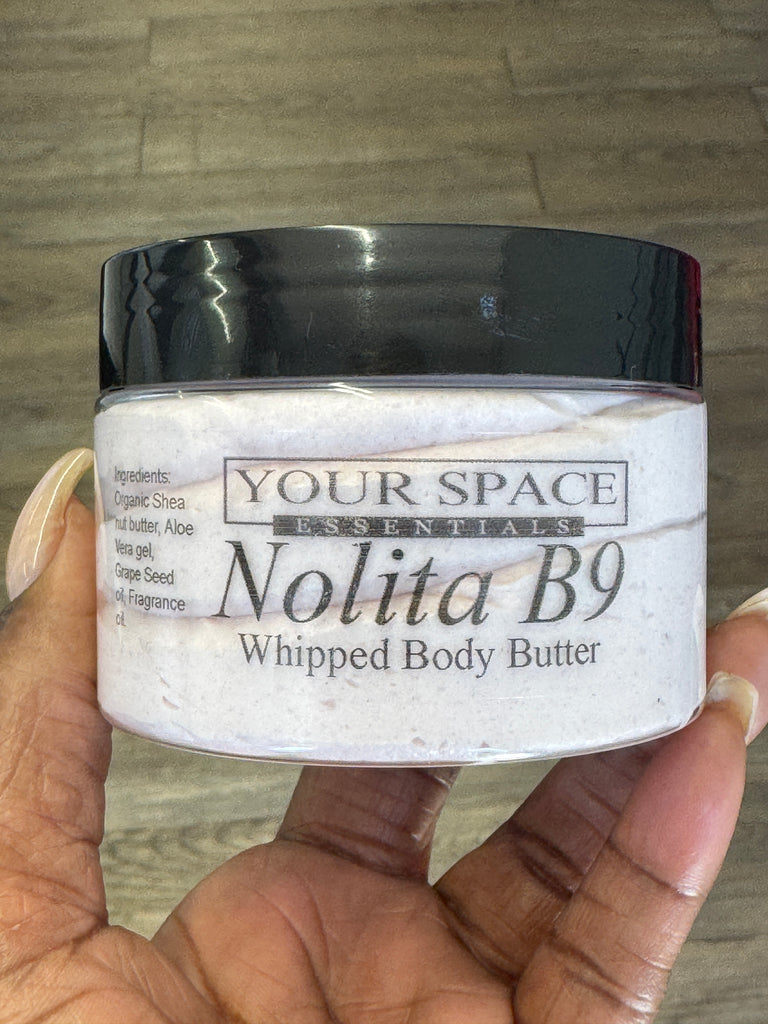 Ingredients:
Organic Shea
nut butter, Aloe
Vera gel,
Grape Seed
oil, Fragrance
oil.
YOUR SPACE
ESSENTIALS
Nolita B9
Whipped Body Butter